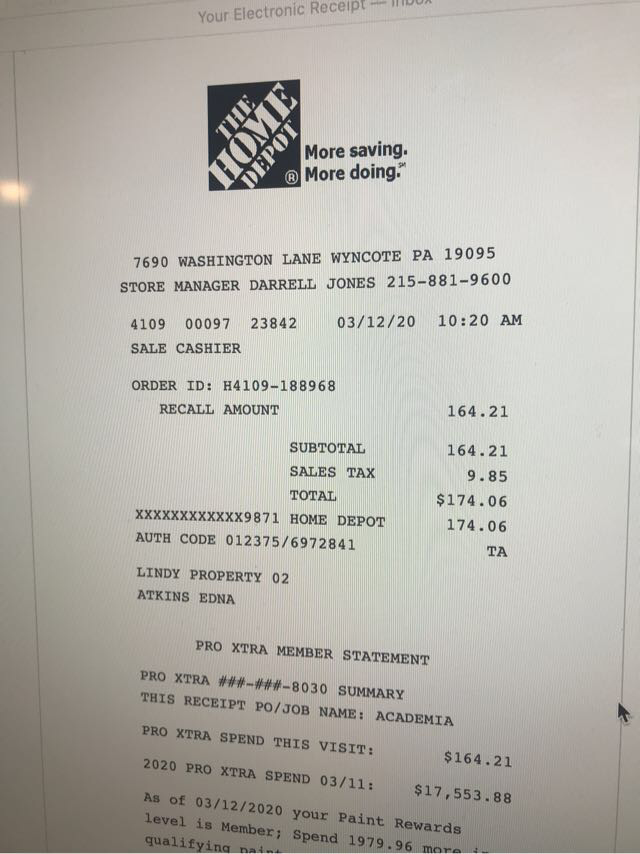 Your Electronic Receipt — Inbox
THE
HOME
DEPOT
®
More saving.
More doing.℠
7690 WASHINGTON LANE WYNCOTE PA 19095
STORE MANAGER DARRELL JONES 215-881-9600
4109 00097 23842 03/12/20 10:20 AM
SALE CASHIER
ORDER ID: H4109-188968
RECALL AMOUNT 164.21
SUBTOTAL 164.21
SALES TAX 9.85
TOTAL $174.06
XXXXXXXXXXXX9871 HOME DEPOT 174.06
AUTH CODE 012375/6972841 TA
LINDY PROPERTY 02
ATKINS EDNA
PRO XTRA MEMBER STATEMENT
PRO XTRA ###-###-8030 SUMMARY
THIS RECEIPT PO/JOB NAME: ACADEMIA
PRO XTRA SPEND THIS VISIT: $164.21
2020 PRO XTRA SPEND 03/11: $17,553.88
As of 03/12/2020 your Paint Rewards
level is Member; Spend 1979.96 more
qualifying